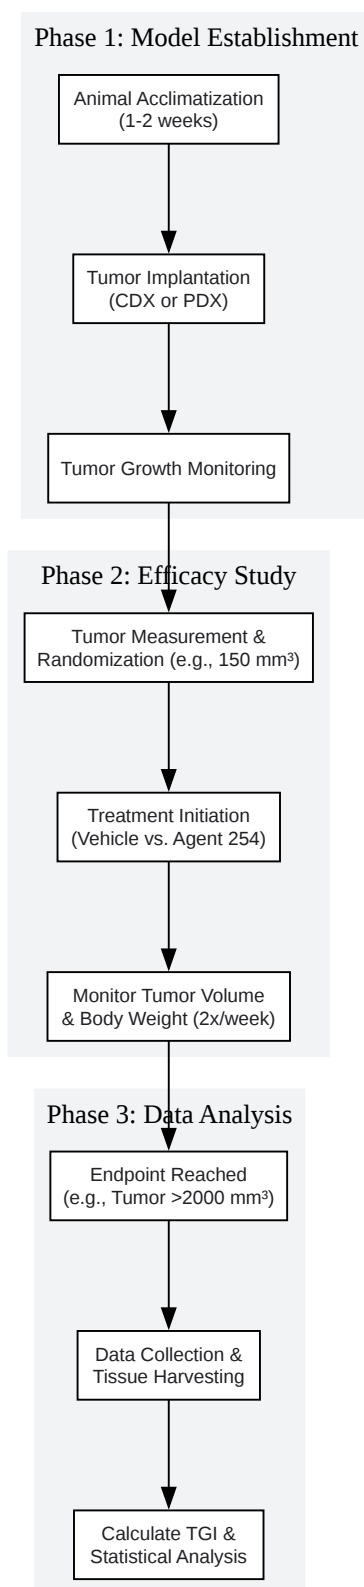 Phase 1: Model Establishment
Animal Acclimatization
(1-2 weeks)
Tumor Implantation
(CDX or PDX)
Tumor Growth Monitoring
Phase 2: Efficacy Study
Tumor Measurement &
Randomization (e.g., 150 mm³)
Treatment Initiation
(Vehicle vs. Agent 254)
Monitor Tumor Volume
& Body Weight (2x/week)
Phase 3: Data Analysis
Endpoint Reached
(e.g., Tumor >2000 mm³)
Data Collection &
Tissue Harvesting
Calculate TGI &
Statistical Analysis